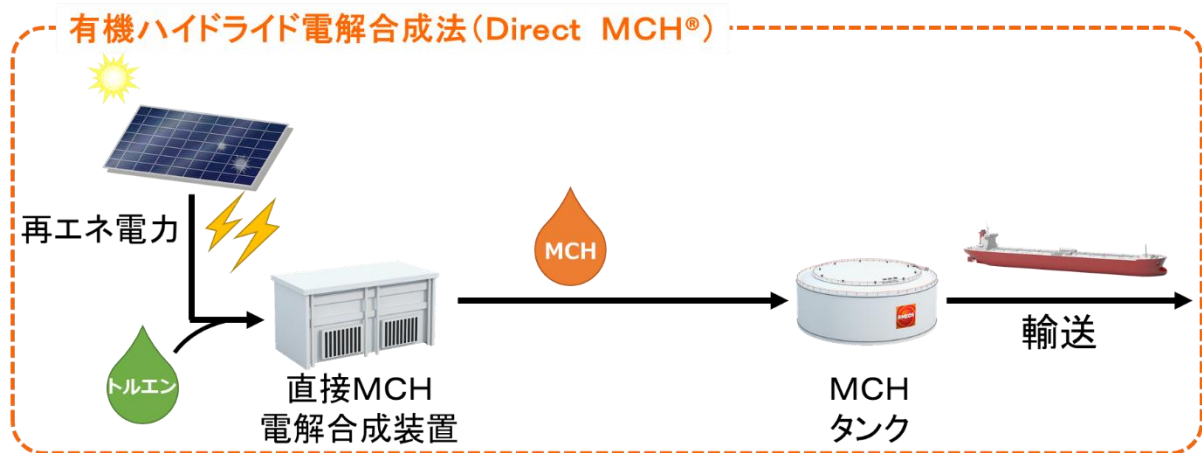 有機ハイドライド電解合成法(Direct MCH®)
再エネ電力
トルエン
直接MCH
電解合成装置
MCH
ENEOS
MCH
タンク
輸送